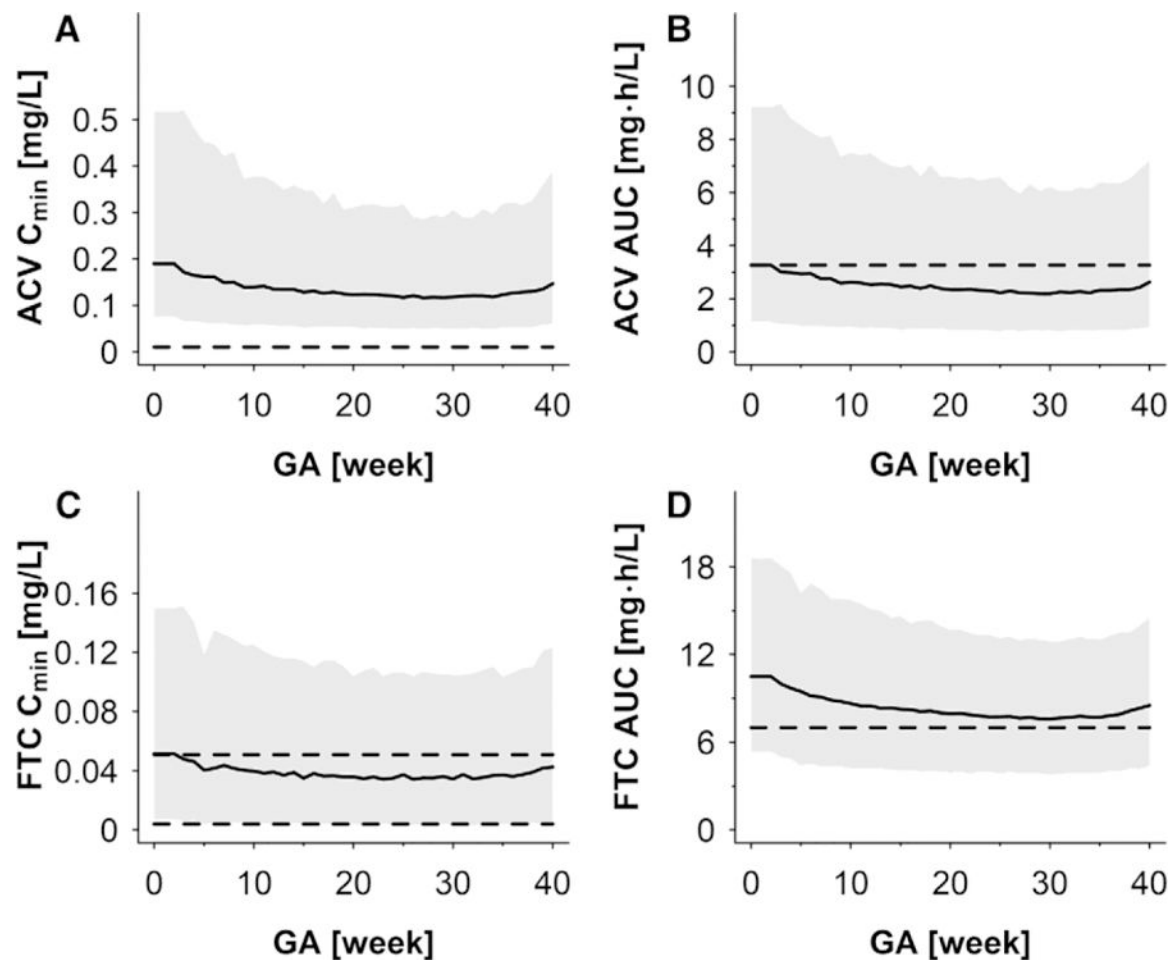 A
ACV Cmin [mg/L]
0.5
0.4
0.3
0.2
0.1
0
0 10 20 30 40
GA [week]
B
ACV AUC [mg·h/L]
10
8
6
4
2
0
0 10 20 30 40
GA [week]
C
FTC Cmin [mg/L]
0.16
0.12
0.08
0.04
0
0 10 20 30 40
GA [week]
D
FTC AUC [mg·h/L]
18
12
6
0
0 10 20 30 40
GA [week]